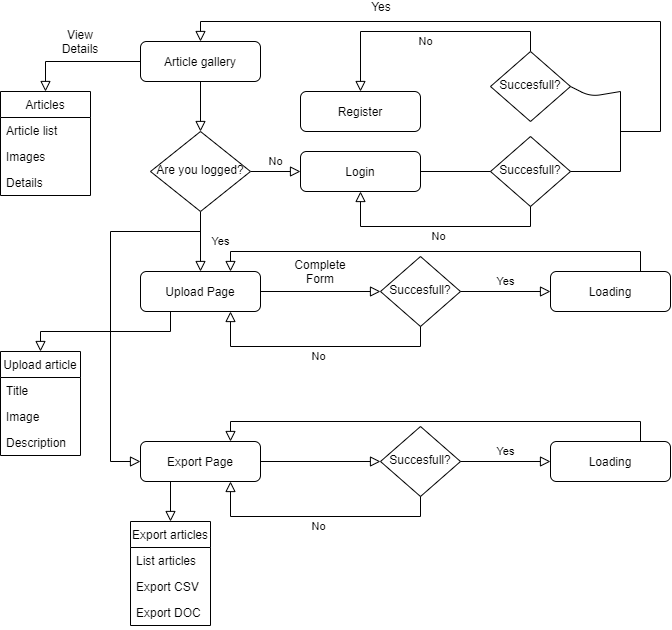 Yes
View
Details
Article gallery
No
Succesfull?
Articles
Register
Article list
Images
Details
Are you logged?
No
Login
Succesfull?
No
Yes
Upload Page
Complete
Form
Succesfull?
Yes
Loading
No
Upload article
Title
Image
Description
Export Page
Succesfull?
Yes
Loading
No
Export articles
List articles
Export CSV
Export DOC